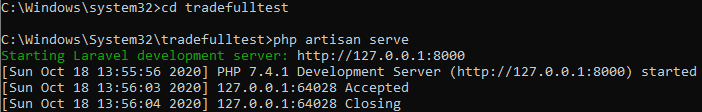 C:\Windows\system32>cd tradefulltest
C:\Windows\System32\tradefulltest>php artisan serve
Starting Laravel development server: http://127.0.0.1:8000
[Sun Oct 18 13:55:56 2020] PHP 7.4.1 Development Server (http://127.0.0.1:8000) started
[Sun Oct 18 13:56:03 2020] 127.0.0.1:64028 Accepted
[Sun Oct 18 13:56:04 2020] 127.0.0.1:64028 Closing